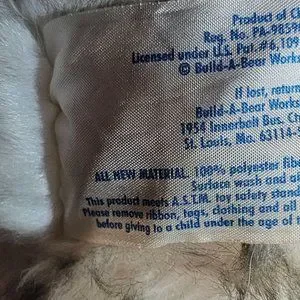 Product of C
Reg. No. PA-9859
Licensed under U.S. Pat. #6,109
© Build-A-Bear Works
If lost, return
Build-A-Bear Wor
1954 Innerbelt Bus. C
St. Louis, Mo. 63114-
ALL NEW MATERIAL. 100% polyester fibe
Surface wash and ai
This product meets A.S.T.M. toy safety stand
Please remove ribbon, tags, clothing and all
before giving to a child under the age of